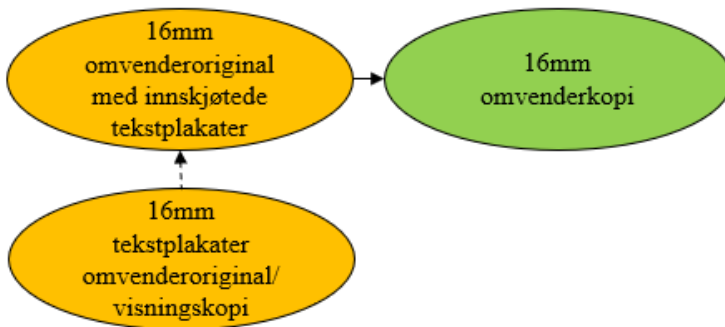 16mm
omvenderoriginal
med innskjøtede
tekstplakater
16mm
omvenderkopi
16mm
tekstplakater
omvenderoriginal/
visningskopi